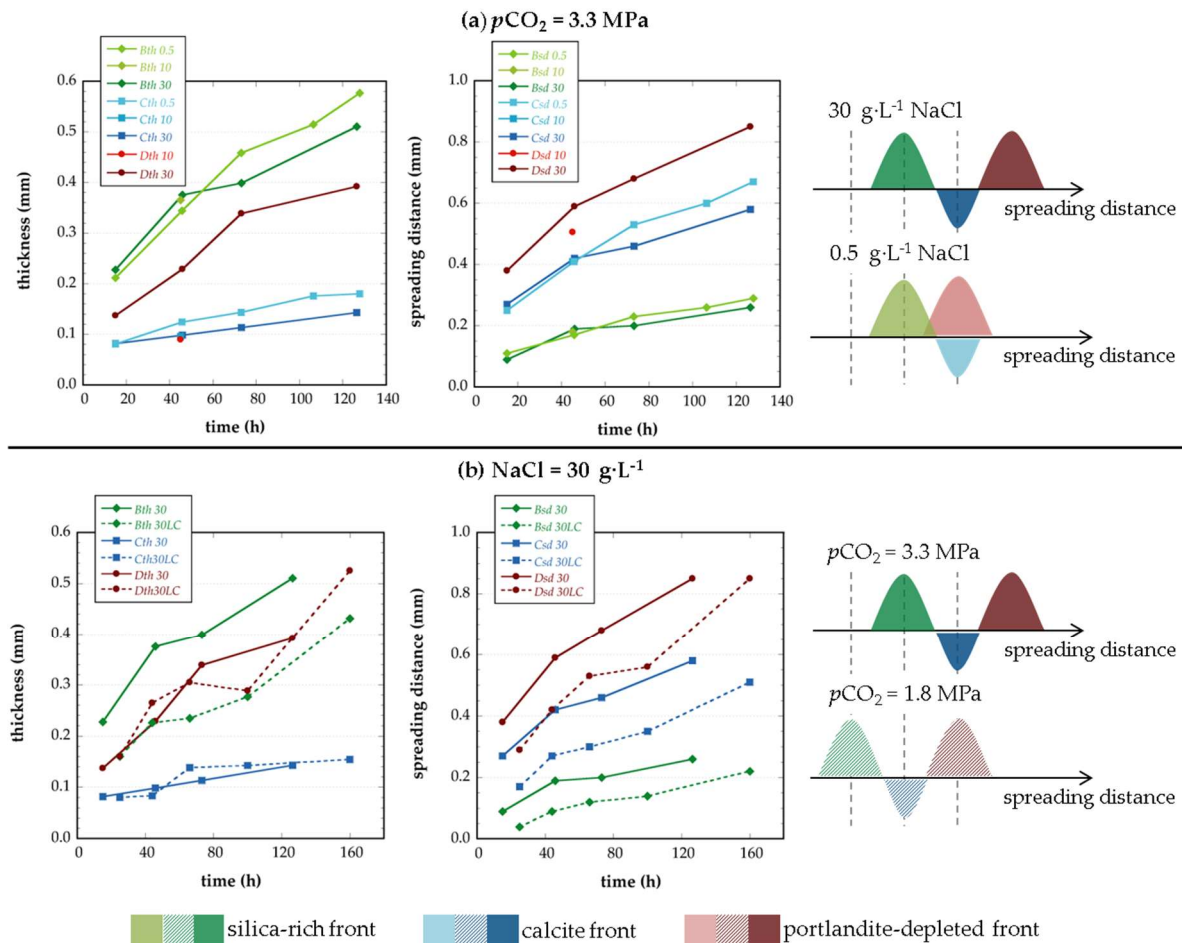 (a) pCO2 = 3.3 MPa
Bth 0.5
Bth 10
Bth 30
Cth 0.5
Cth 10
Cth 30
Dth 10
Dth 30
0.6
0.5
0.4
0.3
0.2
0.1
0.0
thickness (mm)
0 20 40 60 80 100 120 140
time (h)
Bsd 0.5
Bsd 10
Bsd 30
Csd 0.5
Csd 10
Csd 30
Dsd 10
Dsd 30
1.0
0.8
0.6
0.4
0.2
0.0
spreading distance (mm)
0 20 40 60 80 100 120 140
time (h)
30 g·L-1 NaCl
spreading distance
0.5 g·L-1 NaCl
spreading distance
(b) NaCl = 30 g·L-1
Bth 30
Bth 30LC
Cth 30
Cth30LC
Dth 30
Dth30LC
0.6
0.5
0.4
0.3
0.2
0.1
0.0
thickness (mm)
0 40 80 120 160
time (h)
Bsd 30
Bsd 30LC
Csd 30
Csd 30LC
Dsd 30
Dsd 30LC
1.0
0.8
0.6
0.4
0.2
0.0
spreading distance (mm)
0 40 80 120 160
time (h)
pCO2 = 3.3 MPa
spreading distance
pCO2 = 1.8 MPa
spreading distance
silica-rich front calcite front portlandite-depleted front